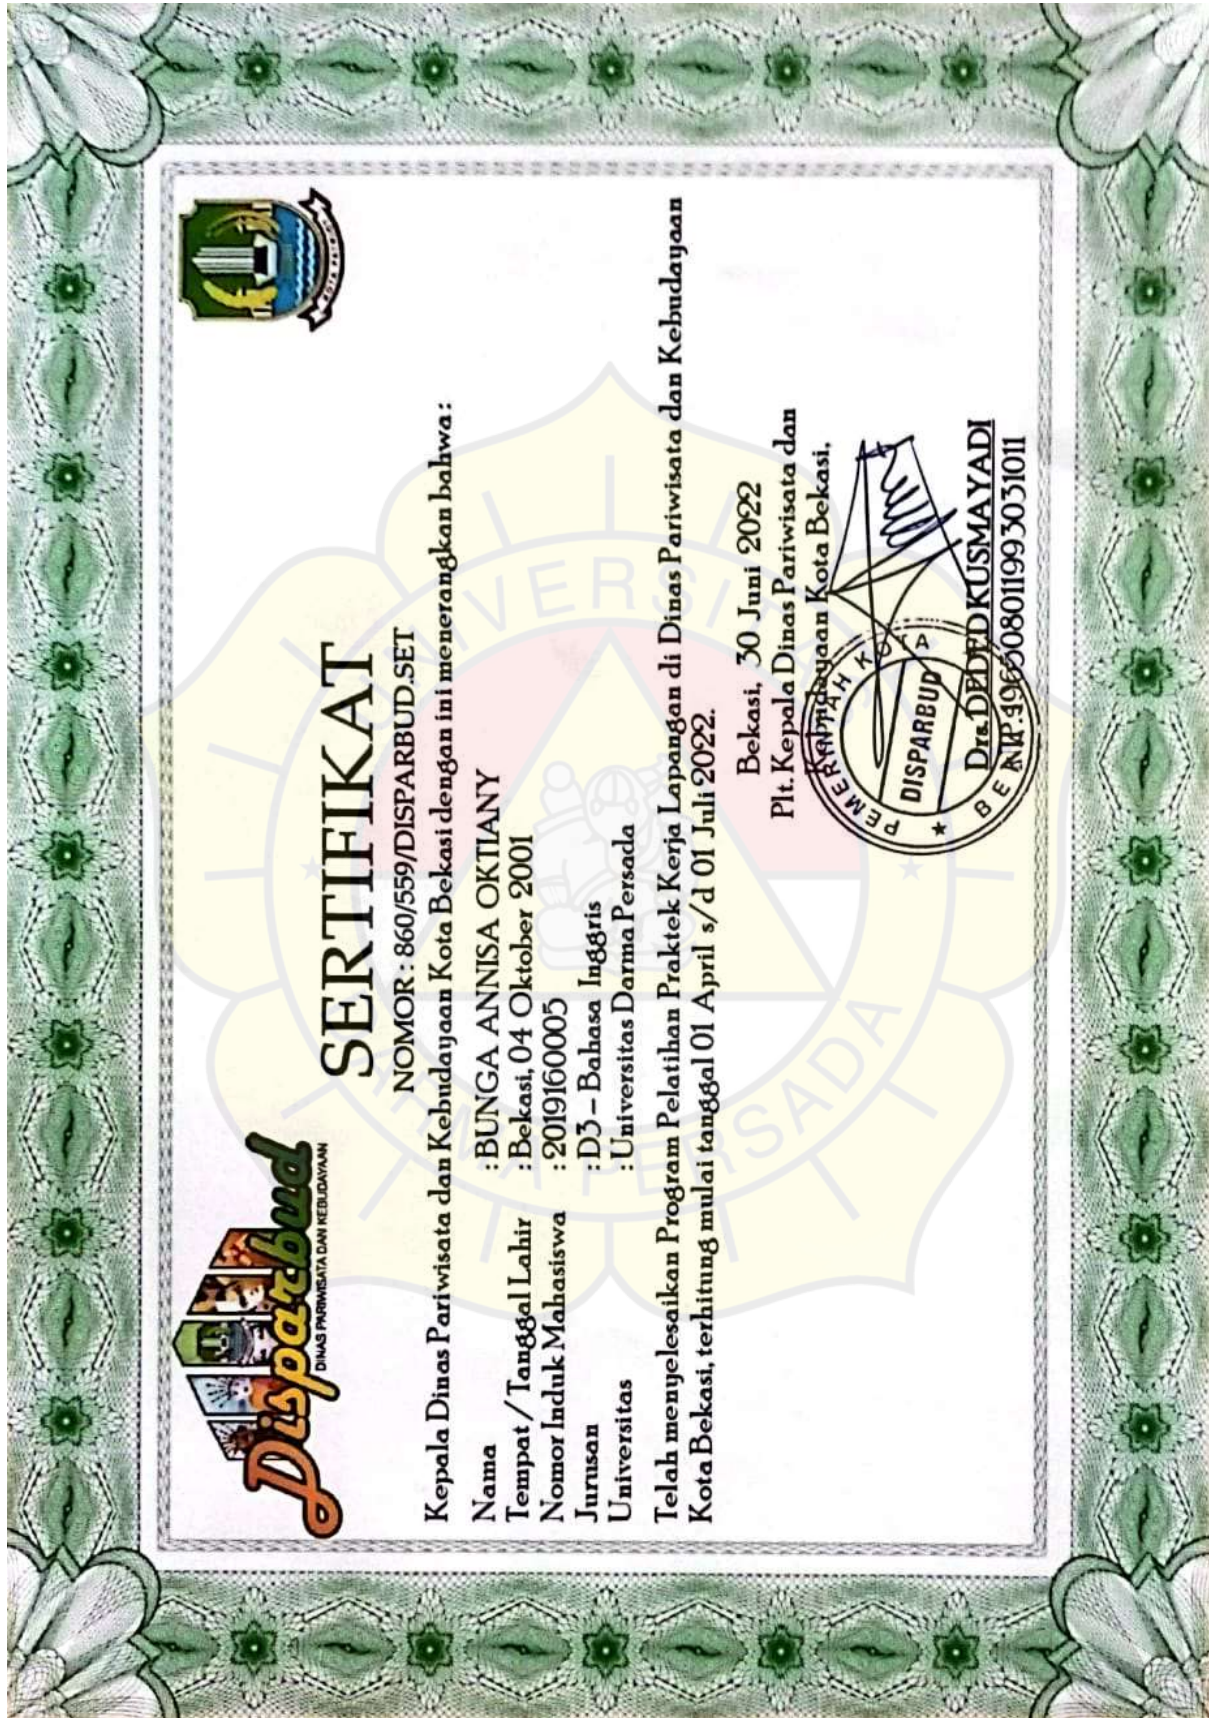 Disparbud
DINAS PARIWISATA DAN KEBUDAYAAN
KOTA BEKASI
SERTIFIKAT
NOMOR : 860/559/DISPARBUD.SET
Kepala Dinas Pariwisata dan Kebudayaan Kota Bekasi dengan ini menerangkan bahwa :
Nama : BUNGA ANNISA OKTIANY
Tempat / Tanggal Lahir : Bekasi, 04 Oktober 2001
Nomor Induk Mahasiswa : 2019160005
Jurusan : D3 – Bahasa Inggris
Universitas : Universitas Darma Persada
Telah menyelesaikan Program Pelatihan Praktek Kerja Lapangan di Dinas Pariwisata dan Kebudayaan
Kota Bekasi, terhitung mulai tanggal 01 April s/d 01 Juli 2022.
Bekasi, 30 Juni 2022
Plt. Kepala Dinas Pariwisata dan
Kebudayaan Kota Bekasi,
PEMERINTAH KOTA
DISPARBUD
Drs. DEDED KUSMAYADI
UNIVERSITAS
DARMA PERSADA